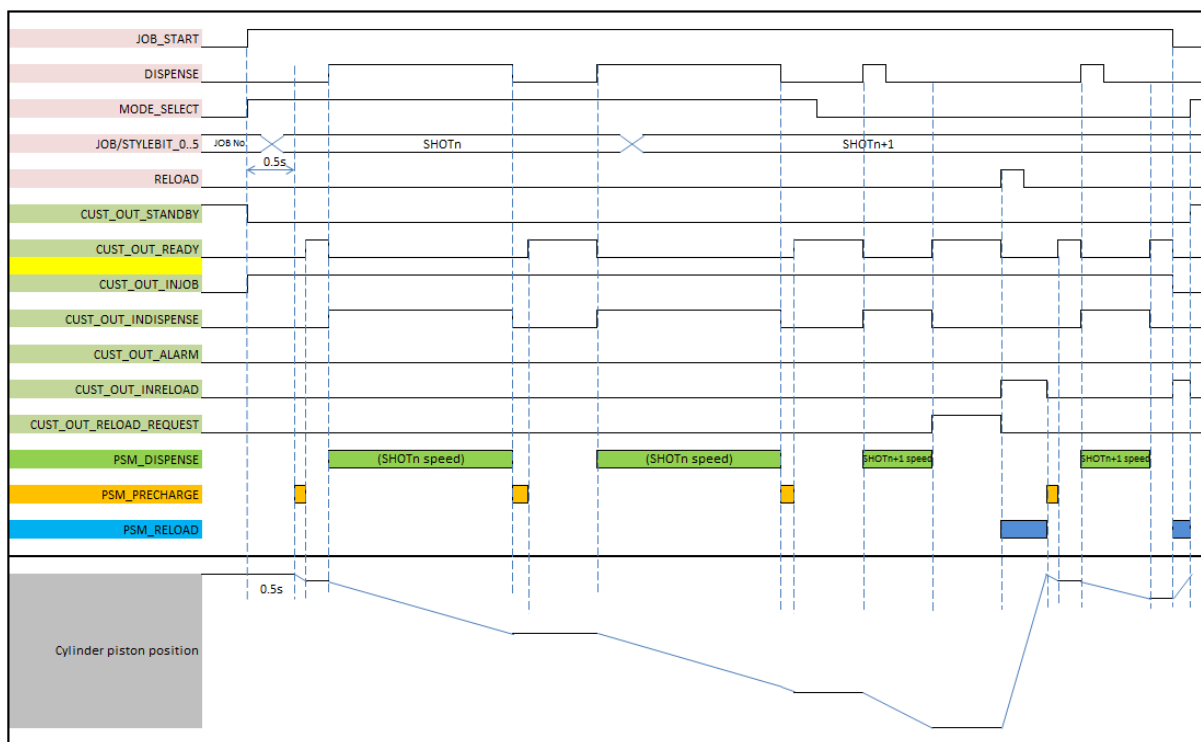 JOB_START
DISPENSE
MODE_SELECT
JOB/STYLEBIT_0..5 JOB No. SHOTn SHOTn+1
0.5s
RELOAD
CUST_OUT_STANDBY
CUST_OUT_READY
CUST_OUT_INJOB
CUST_OUT_INDISPENSE
CUST_OUT_ALARM
CUST_OUT_INRELOAD
CUST_OUT_RELOAD_REQUEST
PSM_DISPENSE (SHOTn speed) (SHOTn speed) SHOTn+1 speed SHOTn+1 speed
PSM_PRECHARGE
PSM_RELOAD
0.5s
Cylinder piston position